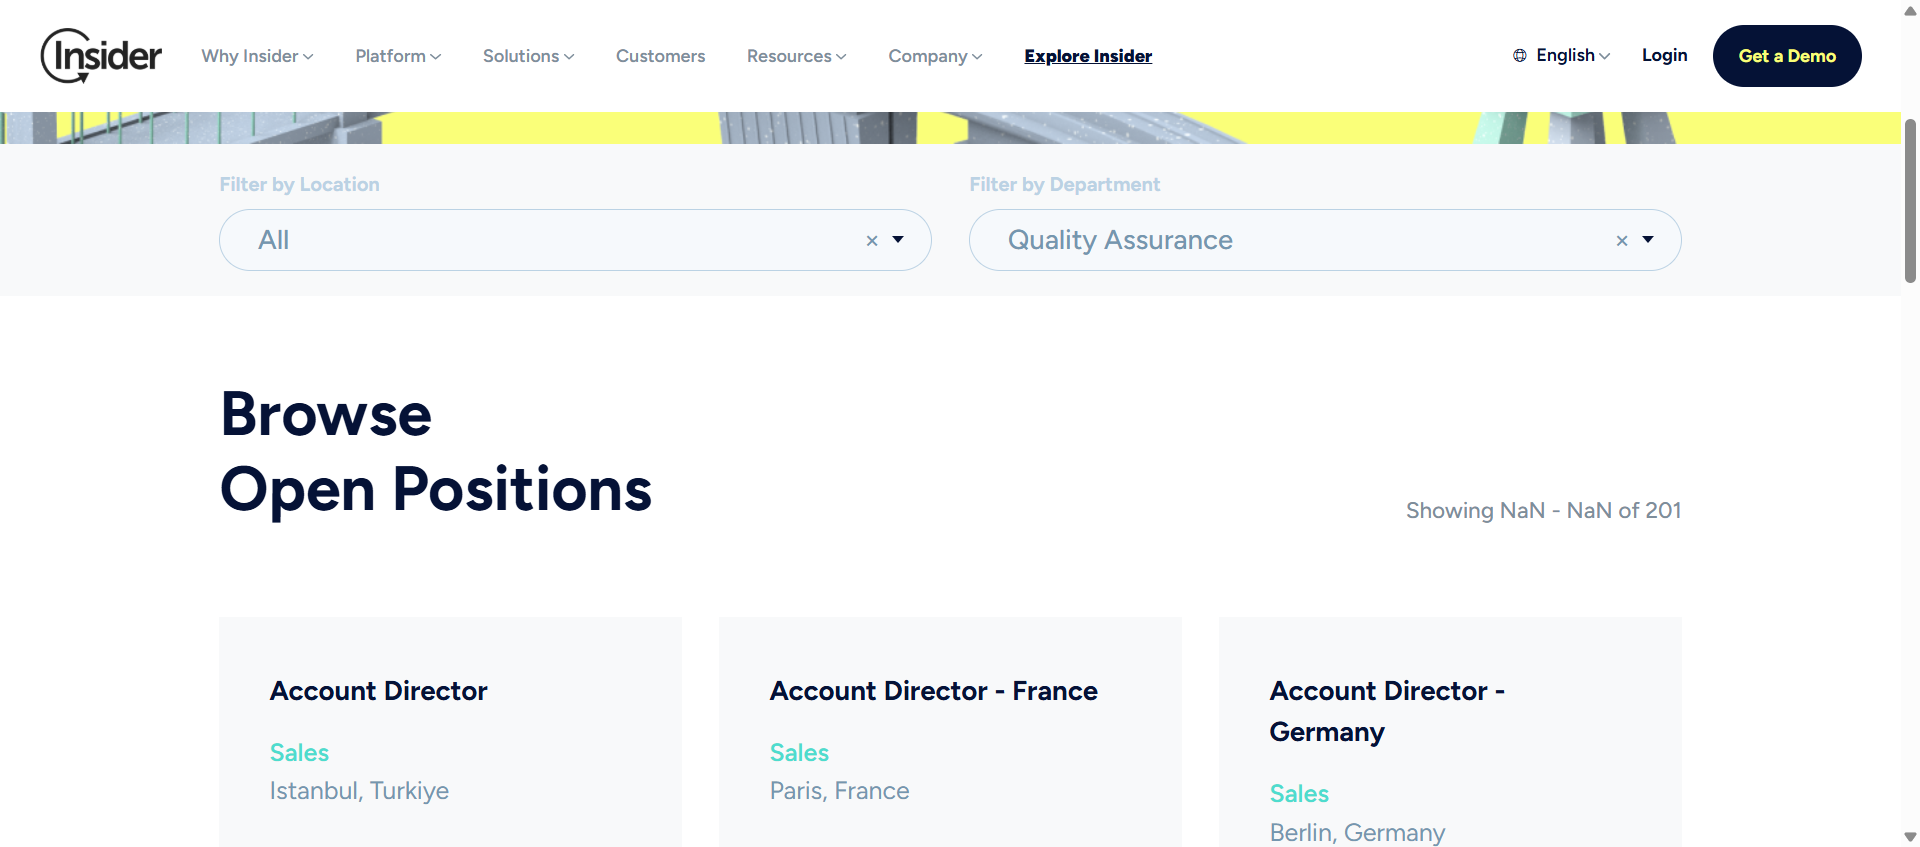 Insider
Why Insider
Platform
Solutions
Customers
Resources
Company
Explore Insider
English
Login
Get a Demo
Filter by Location
Filter by Department
All
×
Quality Assurance
×
Browse
Open Positions
Showing NaN - NaN of 201
Account Director
Sales
Istanbul, Turkiye
Account Director - France
Sales
Paris, France
Account Director -
Germany
Sales
Berlin, Germany